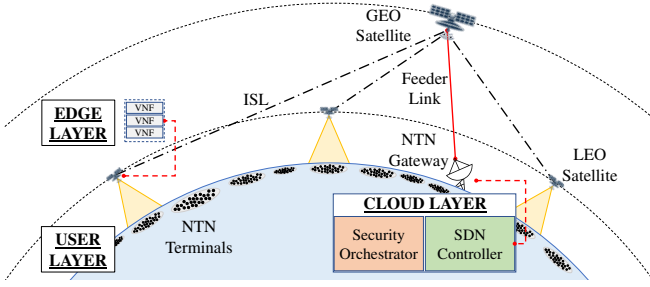 GEO
Satellite
Feeder
Link
ISL
EDGE
LAYER
VNF
VNF
VNF
NTN
Gateway
LEO
Satellite
CLOUD LAYER
Security
Orchestrator
SDN
Controller
NTN
Terminals
USER
LAYER